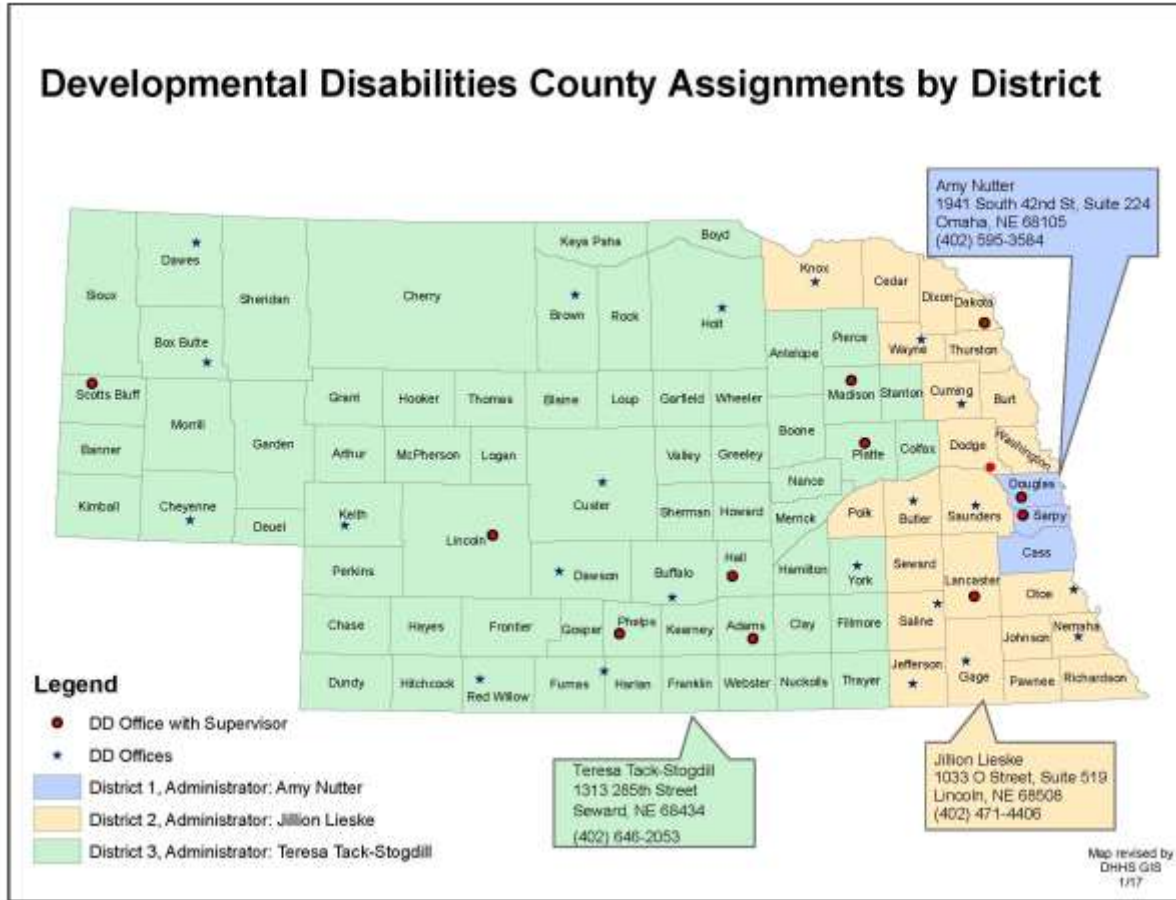 Developmental Disabilities County Assignments by District
Amy Nutter
1941 South 42nd St, Suite 224
Omaha, NE 68105
(402) 595-3584
Sioux
Dawes
Sheridan
Cherry
Keya Paha
Boyd
Knox
Cedar
Dixon
Dakota
Box Butte
Brown
Rock
Holt
Antelope
Pierce
Wayne
Thurston
Scotts Bluff
Morrill
Garden
Grant
Hooker
Thomas
Blaine
Loup
Garfield
Wheeler
Madison
Stanton
Cuming
Burt
Banner
Arthur
McPherson
Logan
Valley
Greeley
Boone
Platte
Colfax
Dodge
Washington
Kimball
Cheyenne
Deuel
Keith
Lincoln
Custer
Sherman
Howard
Nance
Merrick
Polk
Butler
Saunders
Douglas
Sarpy
Perkins
Dawson
Buffalo
Hall
Hamilton
York
Seward
Lancaster
Cass
Otoe
Chase
Hayes
Frontier
Gosper
Phelps
Kearney
Adams
Clay
Fillmore
Saline
Johnson
Nemaha
Dundy
Hitchcock
Red Willow
Furnas
Harlan
Franklin
Webster
Nuckolls
Thayer
Jefferson
Gage
Pawnee
Richardson
Legend
DD Office with Supervisor
DD Offices
District 1, Administrator: Amy Nutter
District 2, Administrator: Jillion Lieske
District 3, Administrator: Teresa Tack-Stogdill
Teresa Tack-Stogdill
1313 285th Street
Seward, NE 68434
(402) 646-2053
Jillion Lieske
1033 O Street, Suite 519
Lincoln, NE 68508
(402) 471-4406
Map revised by
DHHS GIS
1/17